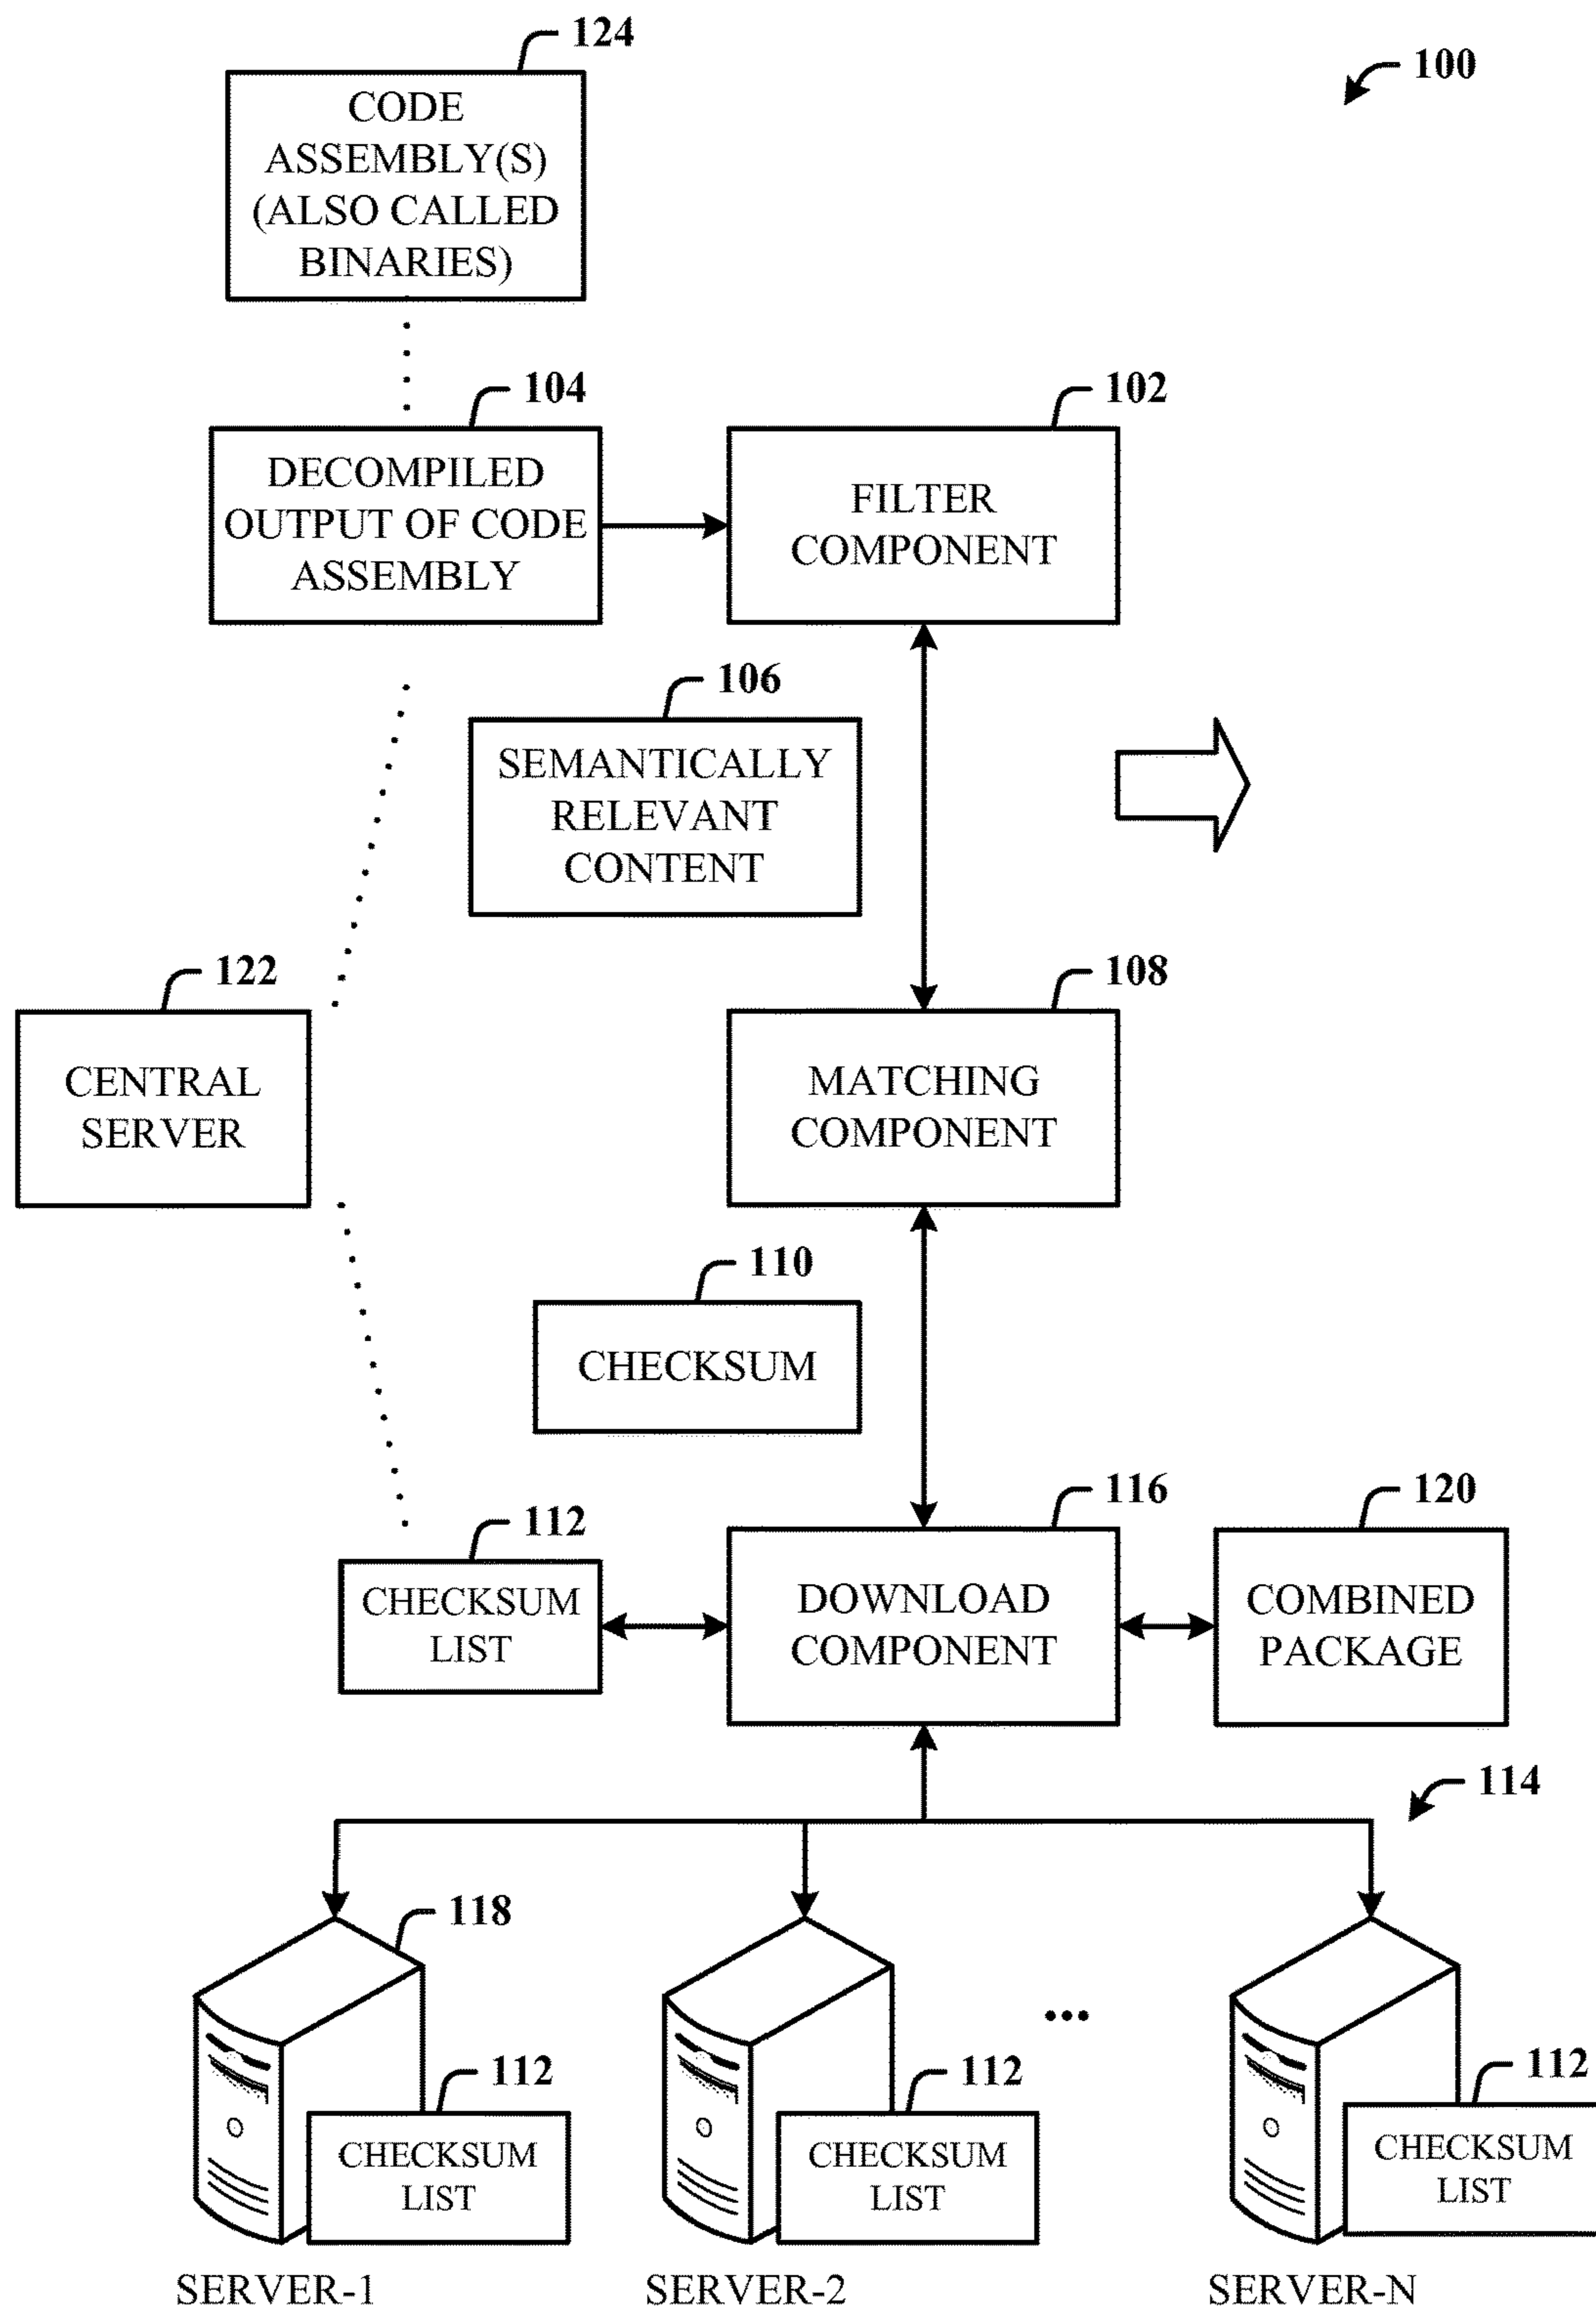 124
100
CODE
ASSEMBLY(S)
(ALSO CALLED
BINARIES)
104
102
DECOMPILED
OUTPUT OF CODE
ASSEMBLY
FILTER
COMPONENT
106
SEMANTICALLY
RELEVANT
CONTENT
122
108
CENTRAL
SERVER
MATCHING
COMPONENT
110
CHECKSUM
112
116
120
CHECKSUM
LIST
DOWNLOAD
COMPONENT
COMBINED
PACKAGE
114
118
112
112
112
CHECKSUM
LIST
CHECKSUM
LIST
CHECKSUM
LIST
...
SERVER-1
SERVER-2
SERVER-N